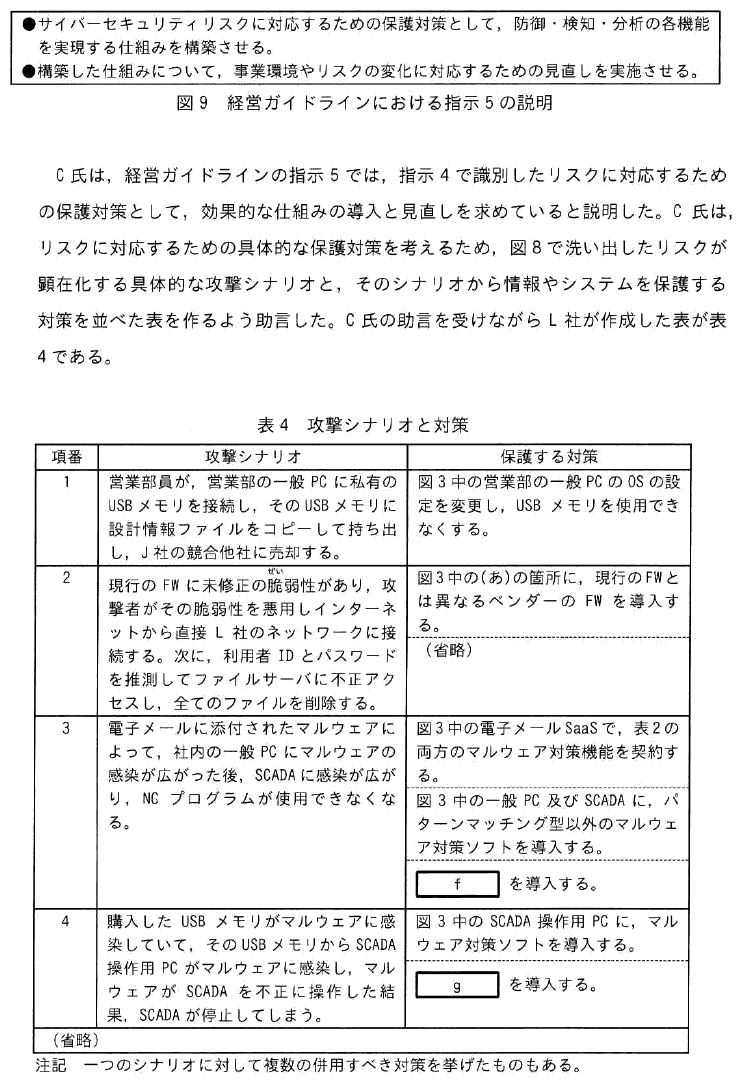 ●サイバーセキュリティリスクに対応するための保護対策として，防御・検知・分析の各機能
を実現する仕組みを構築させる。
●構築した仕組みについて，事業環境やリスクの変化に対応するための見直しを実施させる。
図９　経営ガイドラインにおける指示５の説明
C氏は，経営ガイドラインの指示５では，指示４で識別したリスクに対応するため
の保護対策として，効果的な仕組みの導入と見直しを求めていると説明した。C氏は，
リスクに対応するための具体的な保護対策を考えるため，図８で洗い出したリスクが
顕在化する具体的な攻撃シナリオと，そのシナリオから情報やシステムを保護する
対策を並べた表を作るよう助言した。C氏の助言を受けながらL社が作成した表が表
４である。
表４　攻撃シナリオと対策
項番　攻撃シナリオ　保護する対策
1
営業部員が，営業部の一般PCに私有の
USBメモリを接続し，そのUSBメモリに
設計情報ファイルをコピーして持ち出
し，J社の競合他社に売却する。
図3中の営業部の一般PCのOSの設
定を変更し，USBメモリを使用でき
なくする。
2
ぜい
現行のFWに未修正の脆弱性があり，攻
撃者がその脆弱性を悪用しインターネ
ットから直接L社のネットワークに接
続する。次に，利用者IDとパスワード
を推測してファイルサーバに不正アク
セスし，全てのファイルを削除する。
図3中の(あ)の箇所に，現行のFWと
は異なるベンダーのFWを導入す
る。
（省略）
3
電子メールに添付されたマルウェアに
よって，社内の一般PCにマルウェアの
感染が広がった後，SCADAに感染が広が
り，NCプログラムが使用できなくな
る。
図3中の電子メールSaaSで，表2の
両方のマルウェア対策機能を契約す
る。
図3中の一般PC及びSCADAに，パ
ターンマッチング型以外のマルウェ
ア対策ソフトを導入する。
f　を導入する。
4
購入したUSBメモリがマルウェアに感
染していて，そのUSBメモリからSCADA
操作用PCがマルウェアに感染し，マル
ウェアがSCADAを不正に操作した結
果，SCADAが停止してしまう。
図3中のSCADA操作用PCに，マル
ウェア対策ソフトを導入する。
g　を導入する。
（省略）
注記　一つのシナリオに対して複数の併用すべき対策を挙げたものもある。